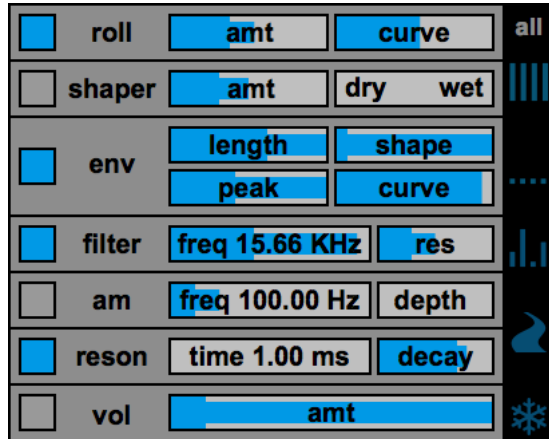 roll amt curve all
shaper amt dry wet
env length shape
peak curve
filter freq 15.66 KHz res
am freq 100.00 Hz depth
reson time 1.00 ms decay
vol amt